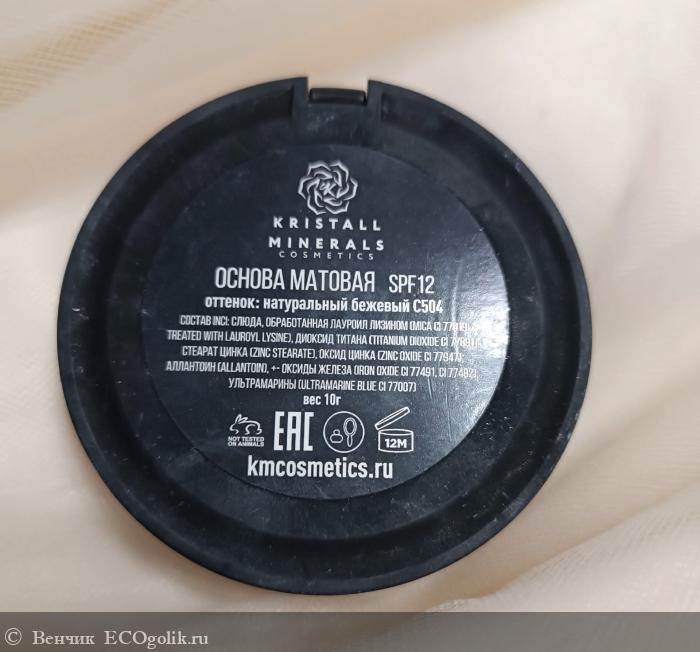 KRISTALL
MINERALS
COSMETICS
ОСНОВА МАТОВАЯ SPF12
оттенок: натуральный бежевый C504
СОСТАВ INCI: СЛЮДА, ОБРАБОТАННАЯ ЛАУРОИЛ ЛИЗИНОМ (MICA CI 77019
TREATED WITH LAUROYL LYSINE), ДИОКСИД ТИТАНА (TITANIUM DIOXIDE CI 77891),
СТЕАРАТ ЦИНКА (ZINC STEARATE), ОКСИД ЦИНКА (ZINC OXIDE CI 77947),
АЛЛАНТОИН (ALLANTOIN), +- ОКСИДЫ ЖЕЛЕЗА (IRON OXIDE CI 77491, CI 77492),
УЛЬТРАМАРИНЫ (ULTRAMARINE BLUE CI 77007)
вес 10г
NOT TESTED
ON ANIMALS
EAC
12M
kmcosmetics.ru
© Венчик ECOgolik.ru